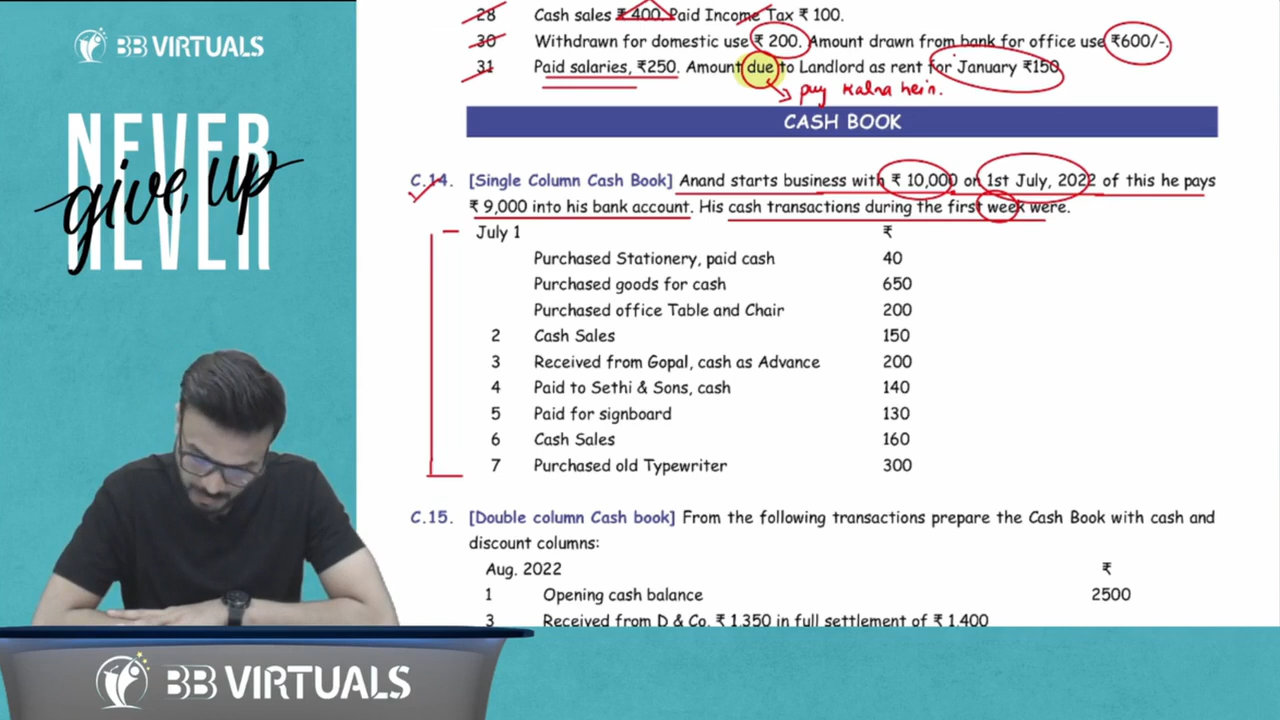 BB VIRTUALS
NEVER
give up
NEVER
28 Cash sales ₹ 400. Paid Income Tax ₹ 100.
30 Withdrawn for domestic use ₹ 200. Amount drawn from bank for office use ₹600/-.
31 Paid salaries, ₹250. Amount due to Landlord as rent for January ₹150
pay kalna hein.
CASH BOOK
C.14. [Single Column Cash Book] Anand starts business with ₹ 10,000 on 1st July, 2022 of this he pays
₹ 9,000 into his bank account. His cash transactions during the first week were.
July 1 ₹
Purchased Stationery, paid cash 40
Purchased goods for cash 650
Purchased office Table and Chair 200
2 Cash Sales 150
3 Received from Gopal, cash as Advance 200
4 Paid to Sethi & Sons, cash 140
5 Paid for signboard 130
6 Cash Sales 160
7 Purchased old Typewriter 300
C.15. [Double column Cash book] From the following transactions prepare the Cash Book with cash and
discount columns:
Aug. 2022 ₹
1 Opening cash balance 2500
3 Received from D & Co. ₹ 1,350 in full settlement of ₹ 1,400
BB VIRTUALS